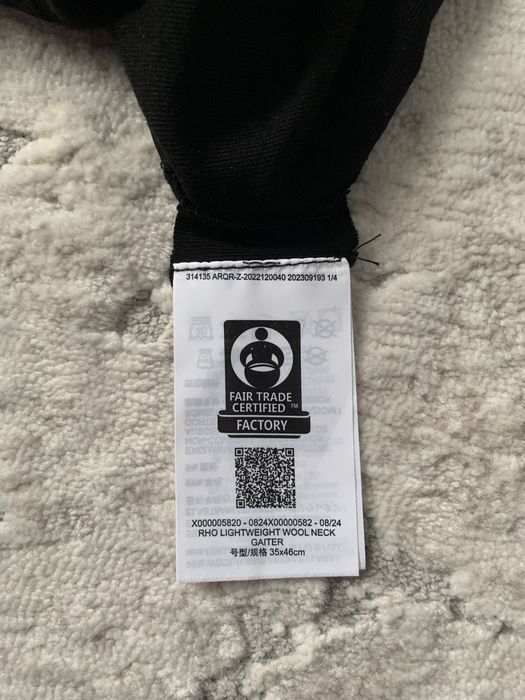 314135 ARQR-Z-2022120040 202309193 1/4
FAIR TRADE
CERTIFIED ™
FACTORY
X000005820 - 0824X00000582 - 08/24
RHO LIGHTWEIGHT WOOL NECK
GAITER
号型/规格 35x46cm